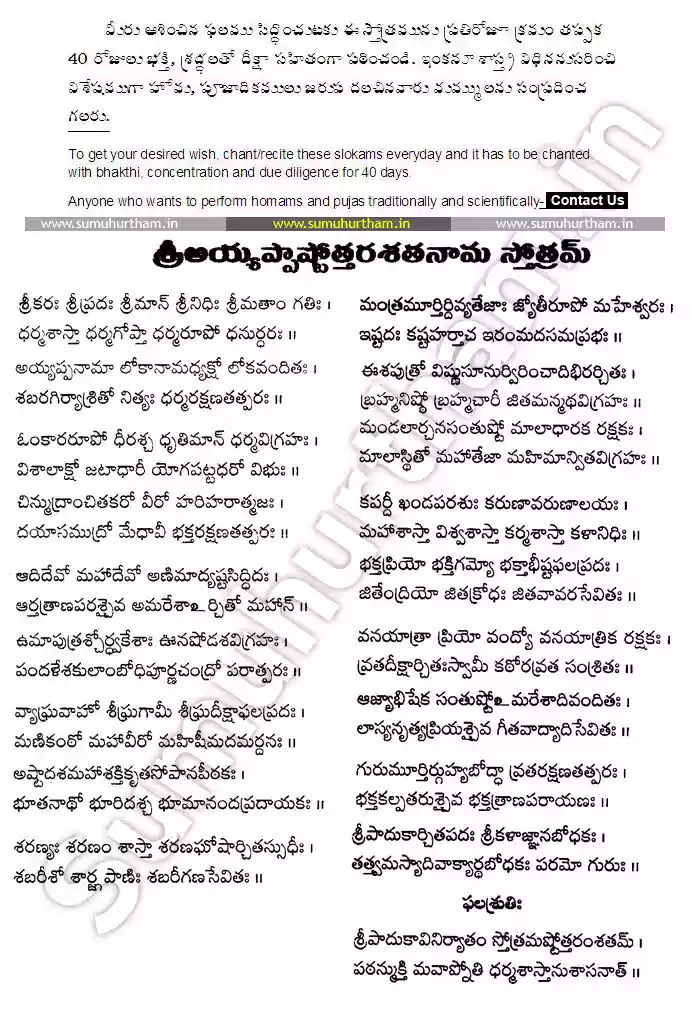 మీరు ఆశించిన ఫలము సిద్ధించుటకు ఈ స్తోత్రమును ప్రతిరోజూ క్రమం తప్పక
40 రోజులు భక్తి, శ్రద్ధలతో దీక్షా సహితంగా పఠించండి. ఇంకనూ శాస్త్ర విధిననుసరించి
విశేషముగా హోమ, పూజాదికములు జరుప దలచినవారు మమ్ములను సంప్రదించ
గలరు.
To get your desired wish, chant/recite these slokams everyday and it has to be chanted
with bhakthi, concentration and due diligence for 40 days.
Anyone who wants to perform homams and pujas traditionally and scientifically- Contact Us
www.sumuhurtham.in www.sumuhurtham.in www.sumuhurtham.in
శ్రీఅయ్యప్పాష్టోత్తరశతనామ స్తోత్రమ్
శ్రీకరః శ్రీప్రదః శ్రీమాన్ శ్రీనిధిః శ్రీమతాం గతిః ।
ధర్మశాస్తా ధర్మగోప్తా ధర్మరూపో ధనుర్ధరః ॥
అయ్యప్పనామా లోకానామధ్యక్షో లోకవందితః ।
శబరగిర్యాశ్రితో నిత్యః ధర్మరక్షణతత్పరః ॥
ఓంకారరూపో ధీరశ్చ ధృతిమాన్ ధర్మవిగ్రహః ।
విశాలాక్షో జటాధారీ యోగపట్టధరో విభుః ॥
చిన్ముద్రాంచితకరో వీరో హరిహరాత్మజః ।
దయాసముద్రో మేధావీ భక్తరక్షణతత్పరః ॥
ఆదిదేవో మహాదేవో అణిమాద్యష్టసిద్ధిదః ।
ఆర్తత్రాణపరశ్చైవ అమరేశాఽర్చితో మహాన్ ॥
ఉమాపుత్రశ్చోర్ధ్వకేశాః ఊనషోడశవిగ్రహః ।
పందళేశకులాంబోధిపూర్ణచంద్రో పరాత్పరః ॥
వ్యాఘ్రవాహో శీఘ్రగామీ శీఘ్రదీక్షాఫలప్రదః ।
మణికంఠో మహావీరో మహిషీమదమర్దనః ॥
అష్టాదశమహాశక్తికృతసోపానపీఠకః ।
భూతనాథో భూరిదశ్చ భూమానందప్రదాయకః ॥
శరణ్యః శరణం శాస్తా శరణఘోషార్చితస్సుధీః ।
శబరీశో శార్ఙ్గ పాణిః శబరీగణసేవితః ॥
మంత్రమూర్తిర్దివ్యతేజాః జ్యోతీరూపో మహేశ్వరః ।
ఇష్టదః కష్టహర్తాచ ఇరంమదసమప్రభః ॥
ఈశపుత్రో విష్ణుసూనుర్విరించాదిభిరర్చితః ।
బ్రహ్మనిష్ఠో బ్రహ్మచారీ జితమన్మథవిగ్రహః ॥
మండలార్చనసంతుష్టో మాలాధారక రక్షకః ।
మాలాస్థితో మహాతేజా మహిమాన్వితవిగ్రహః ॥
కపర్దీ ఖండపరశుః కరుణావరుణాలయః ।
మహాశాస్తా విశ్వశాస్తా కర్మశాస్తా కళానిధిః ॥
భక్తప్రియో భక్తిగమ్యో భక్తాభీష్టఫలప్రదః ।
జితేంద్రియో జితక్రోధః జితవావరసేవితః ॥
వనయాత్రా ప్రియో వంద్యో వనయాత్రిక రక్షకః ।
వ్రతదీక్షార్చితఃస్వామీ కఠోరవ్రత సంశ్రితః ॥
ఆజ్యాభిషేక సంతుష్టోఽమరేశాదివందితః ।
లాస్యనృత్యప్రియశ్చైవ గీతవాద్యాదిసేవితః ॥
గురుమూర్తిర్గుహ్యబోద్ధా వ్రతరక్షణతత్పరః ।
భక్తకల్పతరుశ్చైవ భక్తత్రాణపరాయణః ॥
శ్రీపాదుకార్చితపదః శ్రీకళాజ్ఞానబోధకః ।
తత్త్వమస్యాదివాక్యార్థబోధకః పరమో గురుః ॥
ఫలశ్రుతిః
శ్రీపాదుకావినిర్యాతం స్తోత్రమష్టోత్తరంశతమ్ ।
పఠన్ముక్తి మవాప్నోతి ధర్మశాస్తానుశాసనాత్ ॥
Sumuhurtham.in